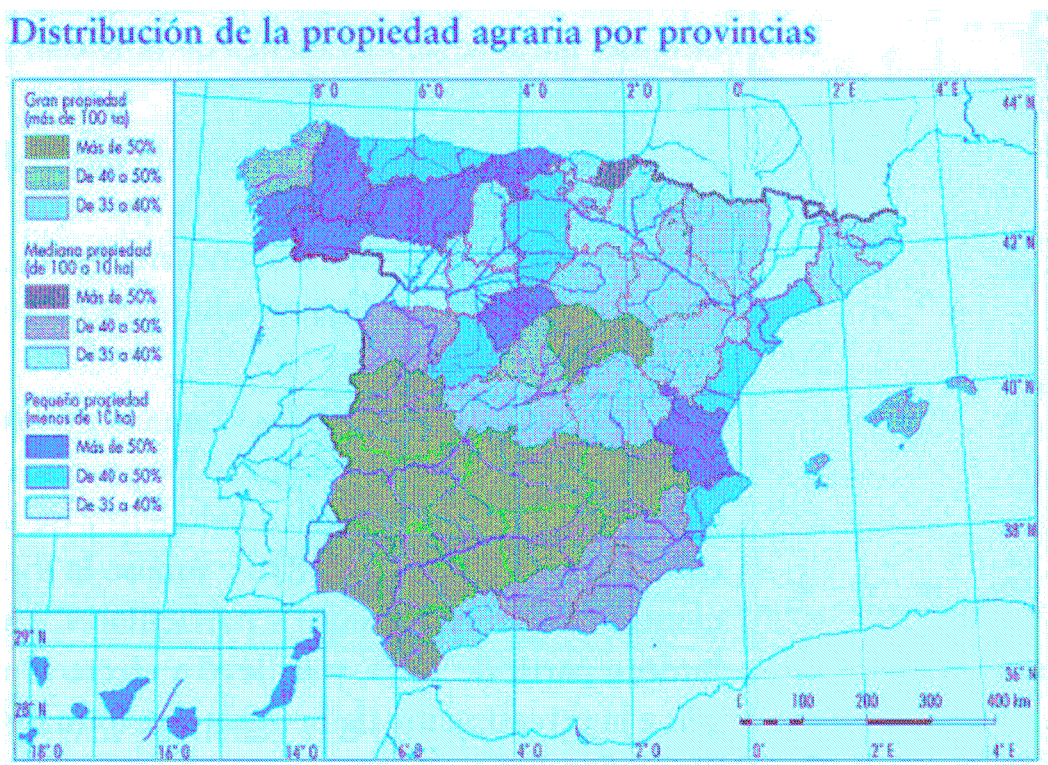 Distribución de la propiedad agraria por provincias
Gran propiedad
(más de 100 ha)
Más de 50%
De 40 a 50%
De 35 a 40%
Mediana propiedad
(de 100 a 10 ha)
Más de 50%
De 40 a 50%
De 35 a 40%
Pequeña propiedad
(menos de 10 ha)
Más de 50%
De 40 a 50%
De 35 a 40%
8° O
6° O
4° O
2° O
0°
2° E
4° E
44° N
42° N
40° N
38° N
36° N
29° N
28° N
18° O
16° O
14° O
6° O
4° O
2° O
0°
2° E
4° E
0
100
200
300
400 km